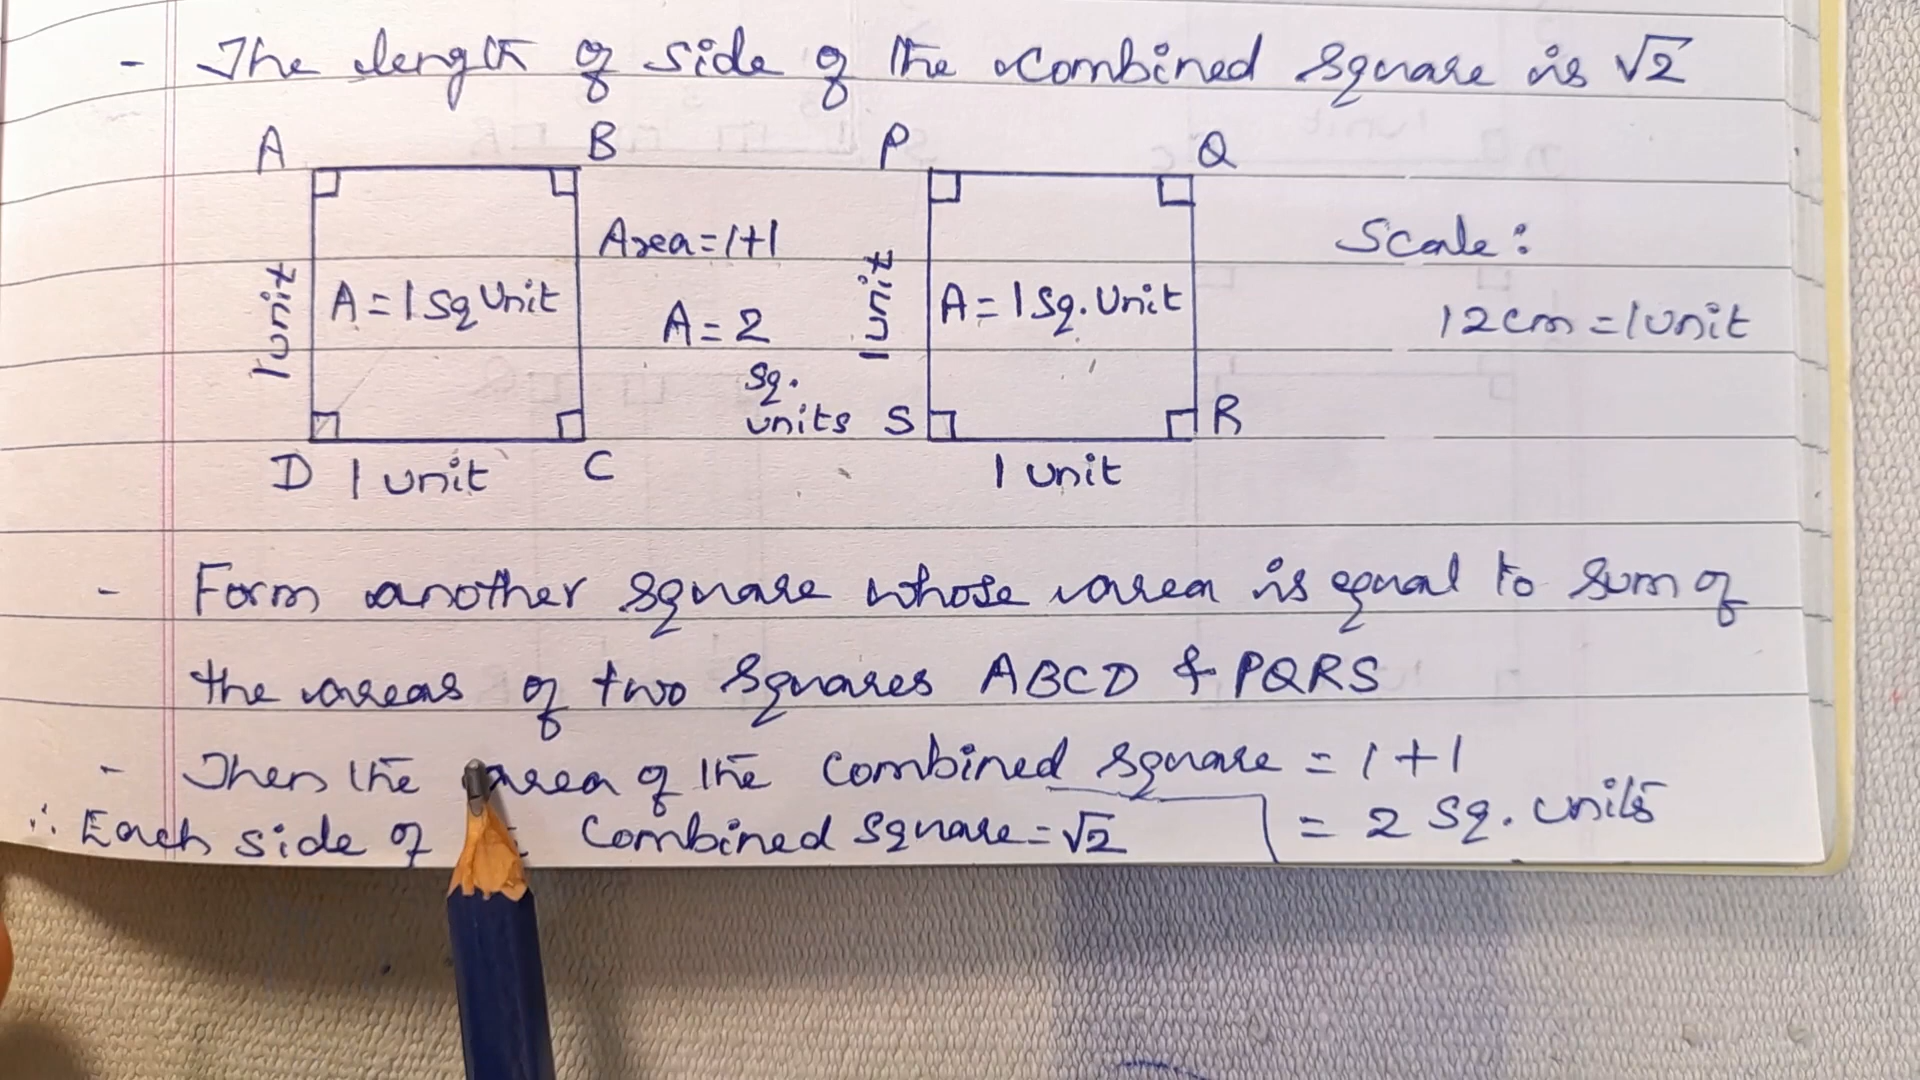 - The length of side of the combined square is √2
A B P Q
Area = 1+1 Scale:
1 unit A = 1 Sq Unit A = 2 1 unit A = 1 Sq. Unit 12cm = 1 unit
sq.
units S R
D 1 unit C 1 unit
- Form another square whose area is equal to sum of
the areas of two squares ABCD & PQRS
- Then the area of the combined square = 1+1
∴ Each side of combined square = √2 = 2 sq. units